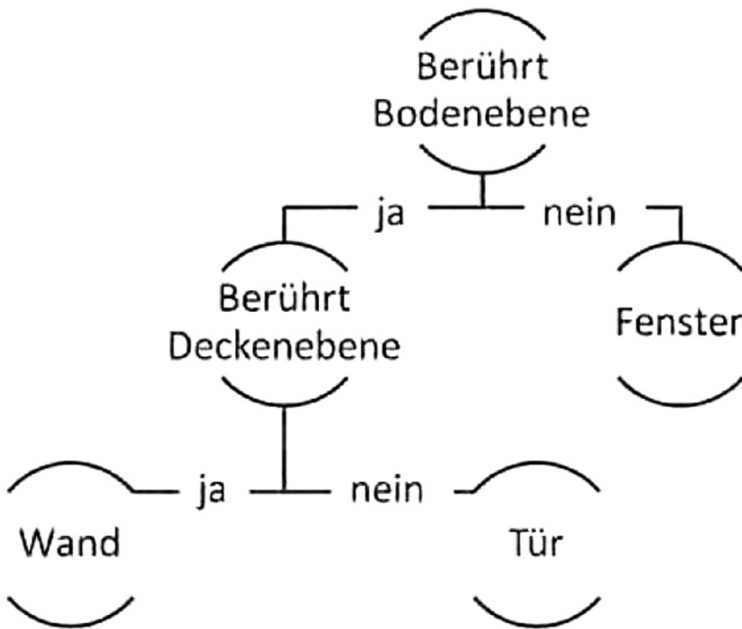 Berührt
Bodenebene
ja
nein
Berührt
Deckenebene
Fenster
ja
nein
Wand
Tür